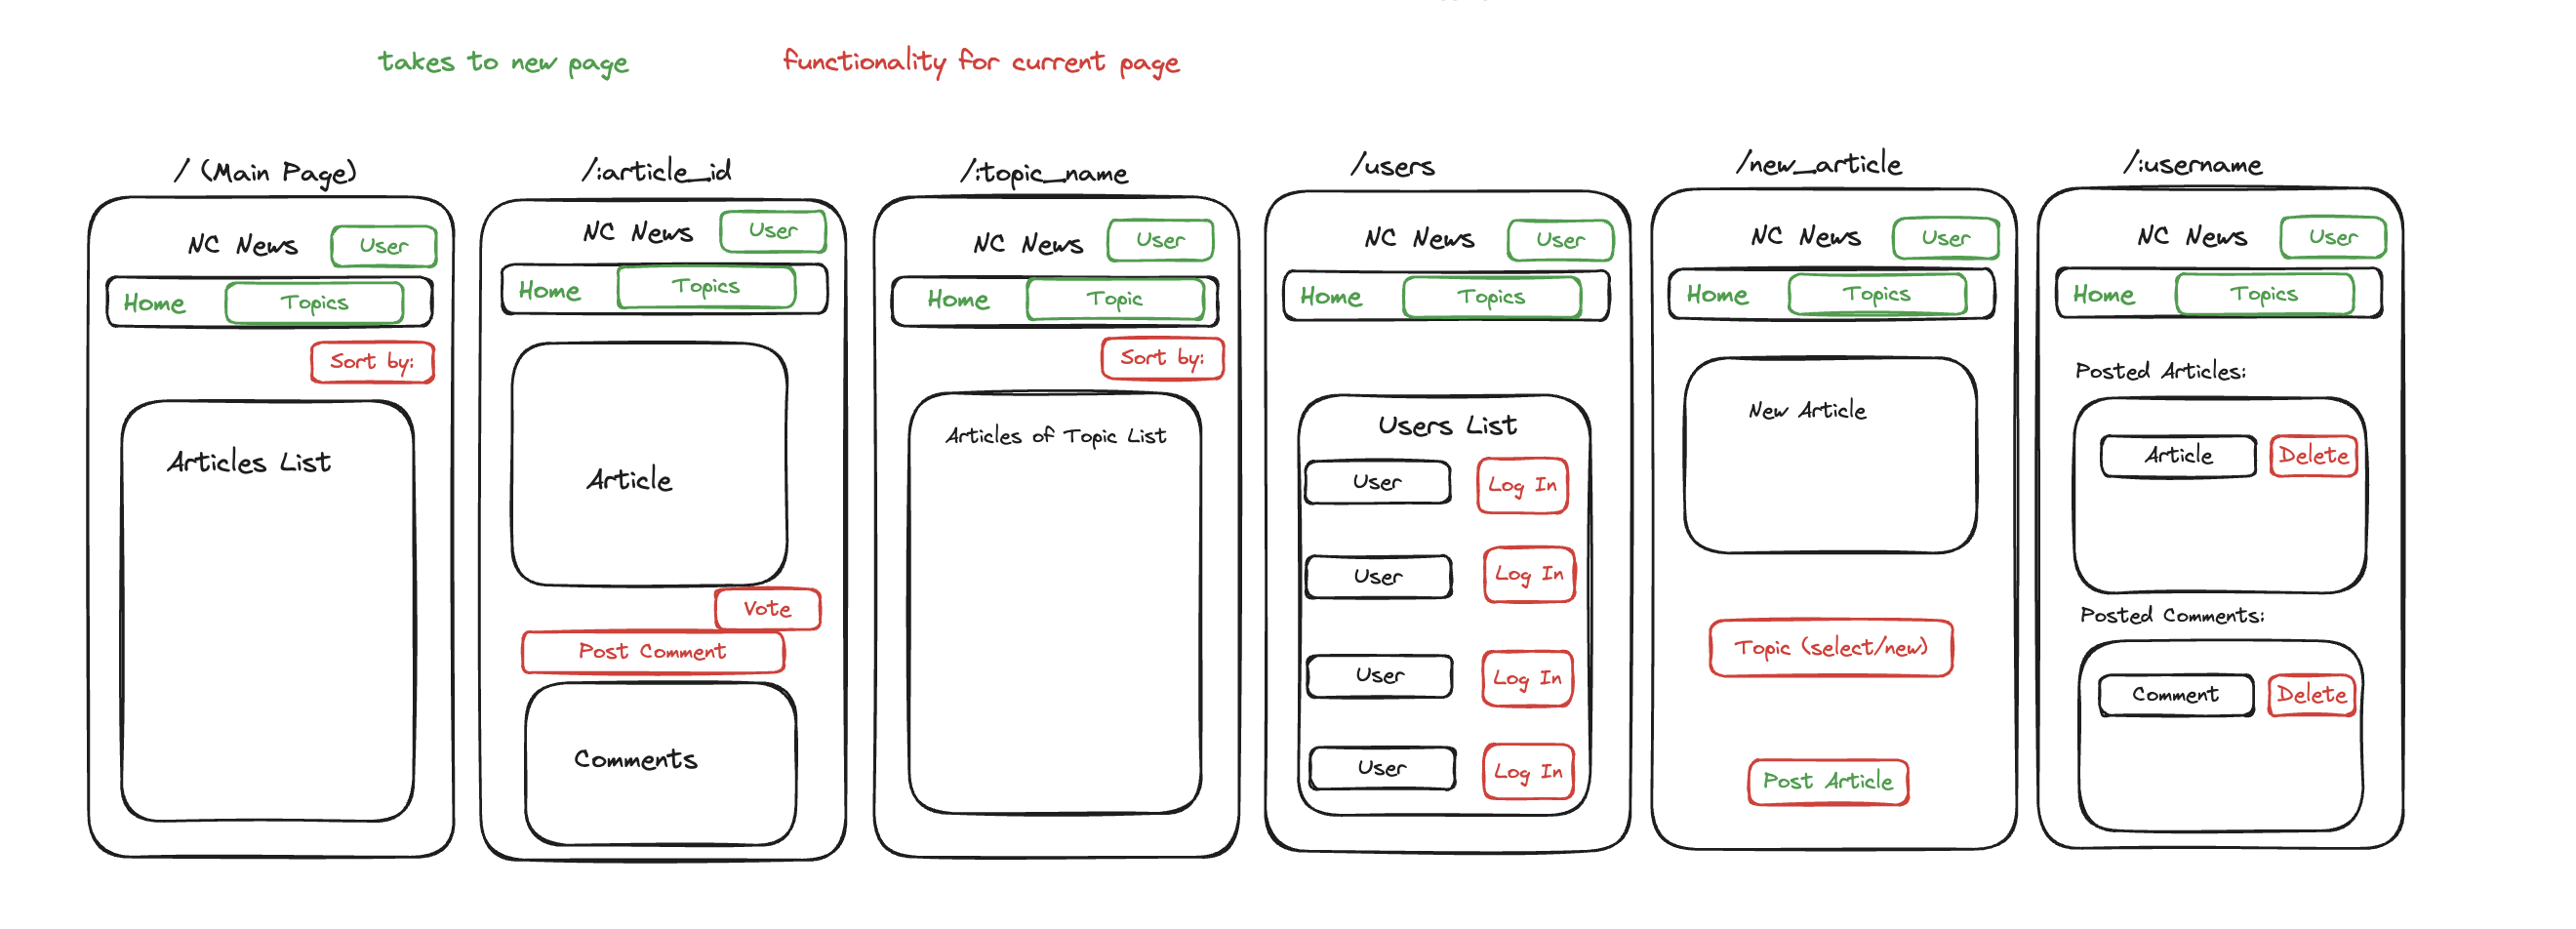 takes to new page
functionality for current page
/ (Main Page)
NC News
User
Home
Topics
Sort by:
Articles List
/:article_id
NC News
User
Home
Topics
Article
Vote
Post Comment
Comments
/:topic_name
NC News
User
Home
Topic
Sort by:
Articles of Topic List
/users
NC News
User
Home
Topics
Users List
User
Log In
User
Log In
User
Log In
User
Log In
/new_article
NC News
User
Home
Topics
New Article
Topic (select/new)
Post Article
/:username
NC News
User
Home
Topics
Posted Articles:
Article
Delete
Posted Comments:
Comment
Delete